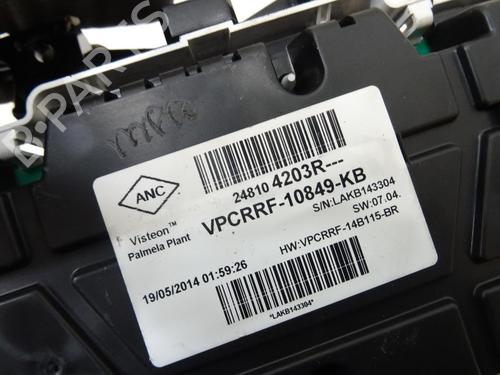 B-PARTS
MPQ
ANC
24810 4203R---
VPCRRF-10849-KB
S/N:LAKB143304
SW:07.04.
HW:VPCRRF-14B115-BR
Visteon™
Palmela Plant
19/05/2014 01:59:26
*LAKB143304*